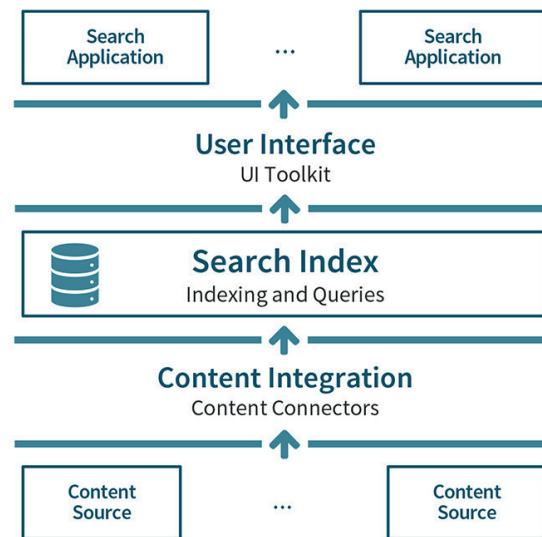 Search
Application
...
Search
Application
User Interface
UI Toolkit
Search Index
Indexing and Queries
Content Integration
Content Connectors
Content
Source
...
Content
Source